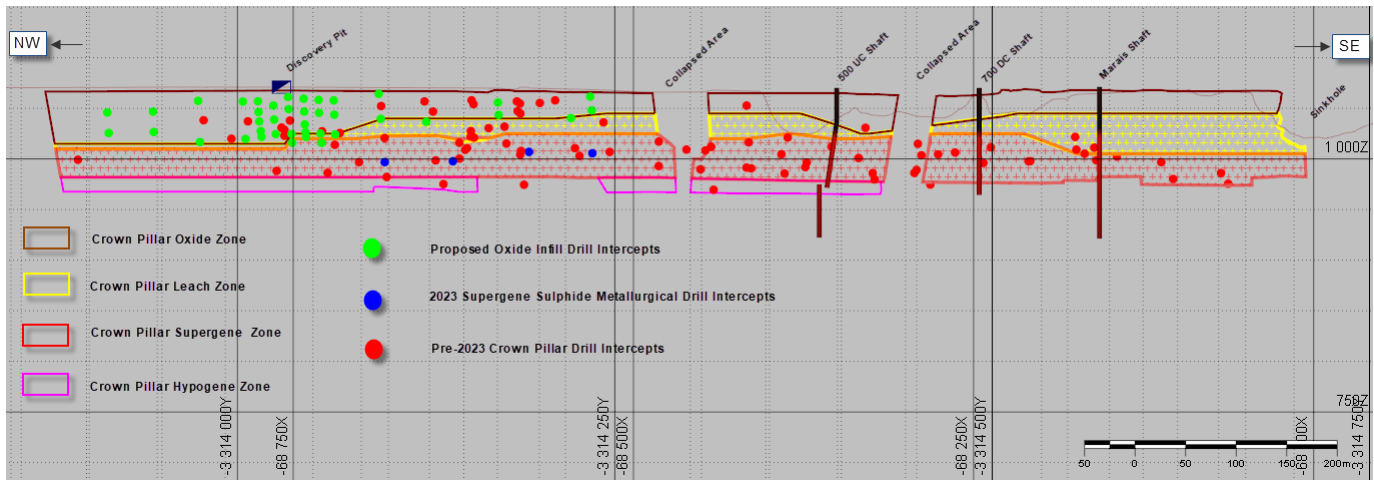 NW
SE
Discovery Pit
Collapsed Area
500 UC Shaft
Collapsed Area
700 DC Shaft
Marais Shaft
Sinkhole
1 000Z
Crown Pillar Oxide Zone
Proposed Oxide Infill Drill Intercepts
Crown Pillar Leach Zone
2023 Supergene Sulphide Metallurgical Drill Intercepts
Crown Pillar Supergene Zone
Pre-2023 Crown Pillar Drill Intercepts
Crown Pillar Hypogene Zone
750Z
-3 314 000Y
-68 750X
-3 314 250Y
-68 500X
-68 250X
-3 314 500Y
-3 314 750Y
50 0 50 100 150 200m